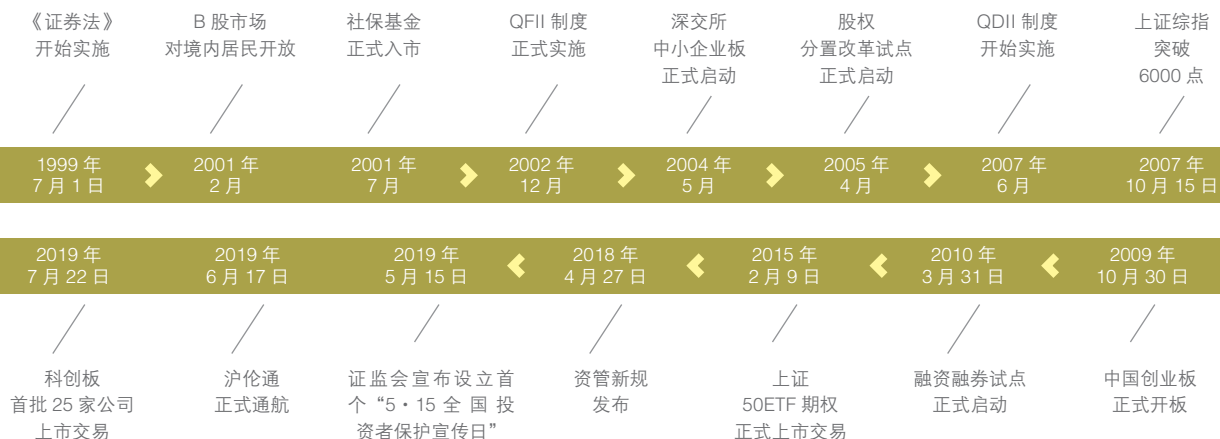 《证券法》
开始实施
B 股市场
对境内居民开放
社保基金
正式入市
QFII 制度
正式实施
深交所
中小企业板
正式启动
股权
分置改革试点
正式启动
QDII 制度
开始实施
上证综指
突破
6000 点
1999 年
7 月 1 日
2001 年
2 月
2001 年
7 月
2002 年
12 月
2004 年
5 月
2005 年
4 月
2007 年
6 月
2007 年
10 月 15 日
2019 年
7 月 22 日
2019 年
6 月 17 日
2019 年
5 月 15 日
2018 年
4 月 27 日
2015 年
2 月 9 日
2010 年
3 月 31 日
2009 年
10 月 30 日
科创板
首批 25 家公司
上市交易
沪伦通
正式通航
证监会宣布设立首
个“5·15 全国投
资者保护宣传日”
资管新规
发布
上证
50ETF 期权
正式上市交易
融资融券试点
正式启动
中国创业板
正式开板